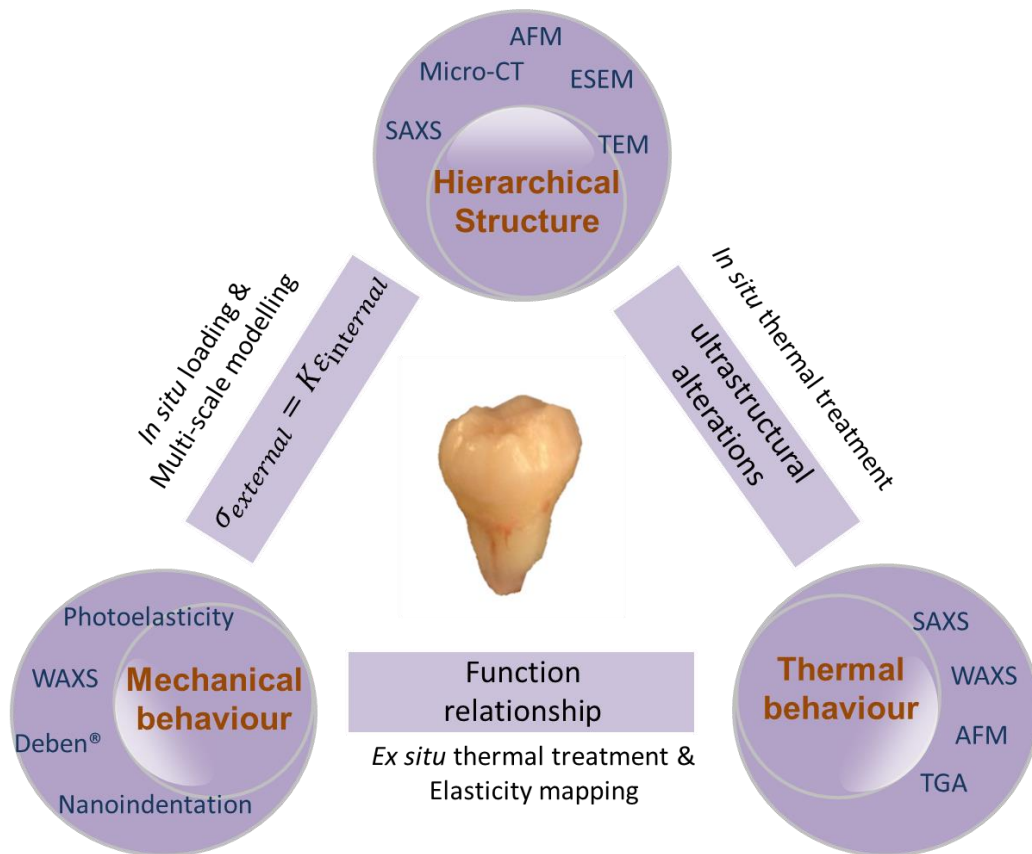 AFM
Micro-CT
ESEM
SAXS
TEM
Hierarchical
Structure
In situ loading &
Multi-scale modelling
σexternal = Kεinternal
In situ thermal treatment
ultrastructural
alterations
Photoelasticity
WAXS
Mechanical
behaviour
Deben®
Nanoindentation
Function
relationship
Ex situ thermal treatment &
Elasticity mapping
SAXS
Thermal
behaviour
WAXS
AFM
TGA